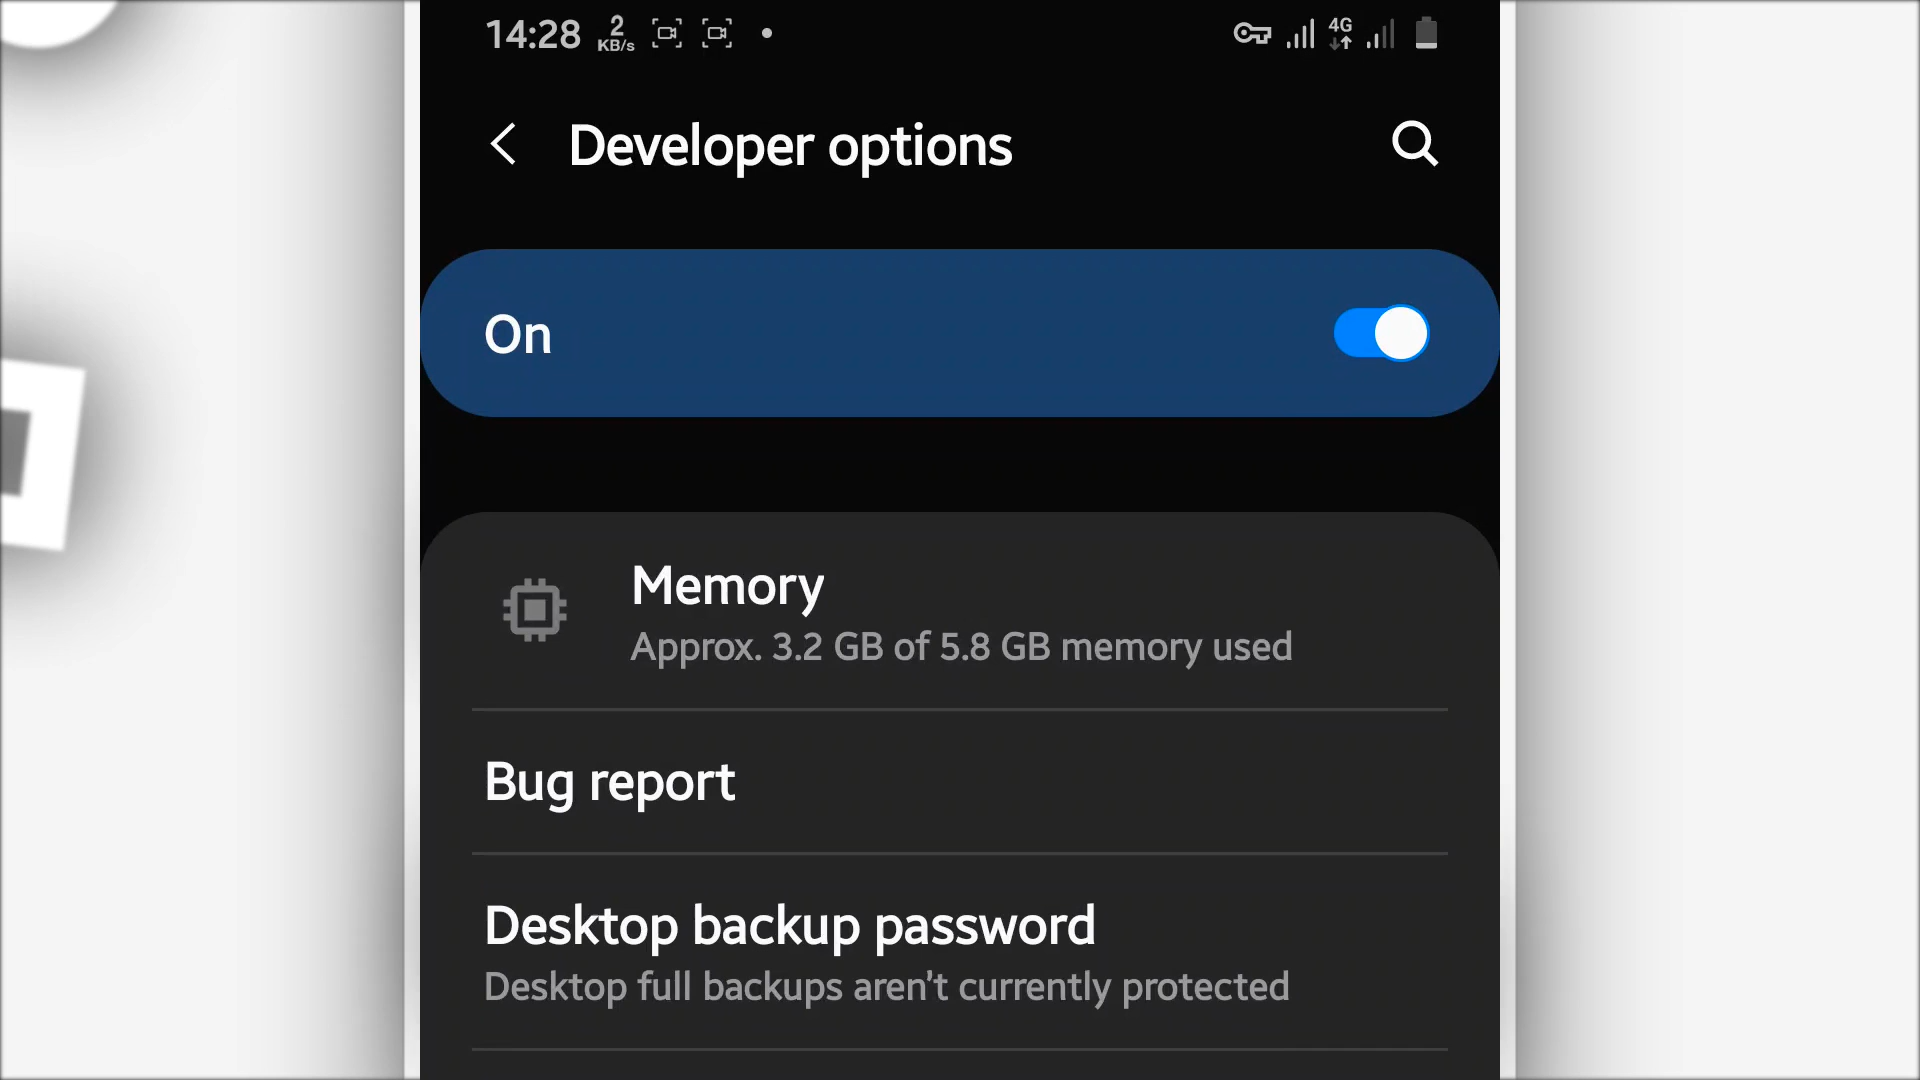 14:28 2 KB/s 4G
Developer options
On
Memory
Approx. 3.2 GB of 5.8 GB memory used
Bug report
Desktop backup password
Desktop full backups aren’t currently protected